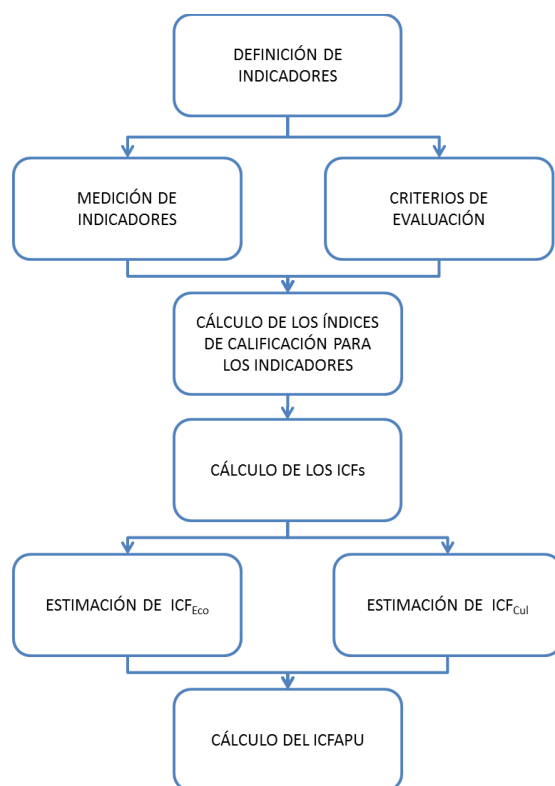 DEFINICIÓN DE
INDICADORES
MEDICIÓN DE
INDICADORES
CRITERIOS DE
EVALUACIÓN
CÁLCULO DE LOS ÍNDICES
DE CALIFICACIÓN PARA
LOS INDICADORES
CÁLCULO DE LOS ICFs
ESTIMACIÓN DE ICFEco
ESTIMACIÓN DE ICFCul
CÁLCULO DEL ICFAPU